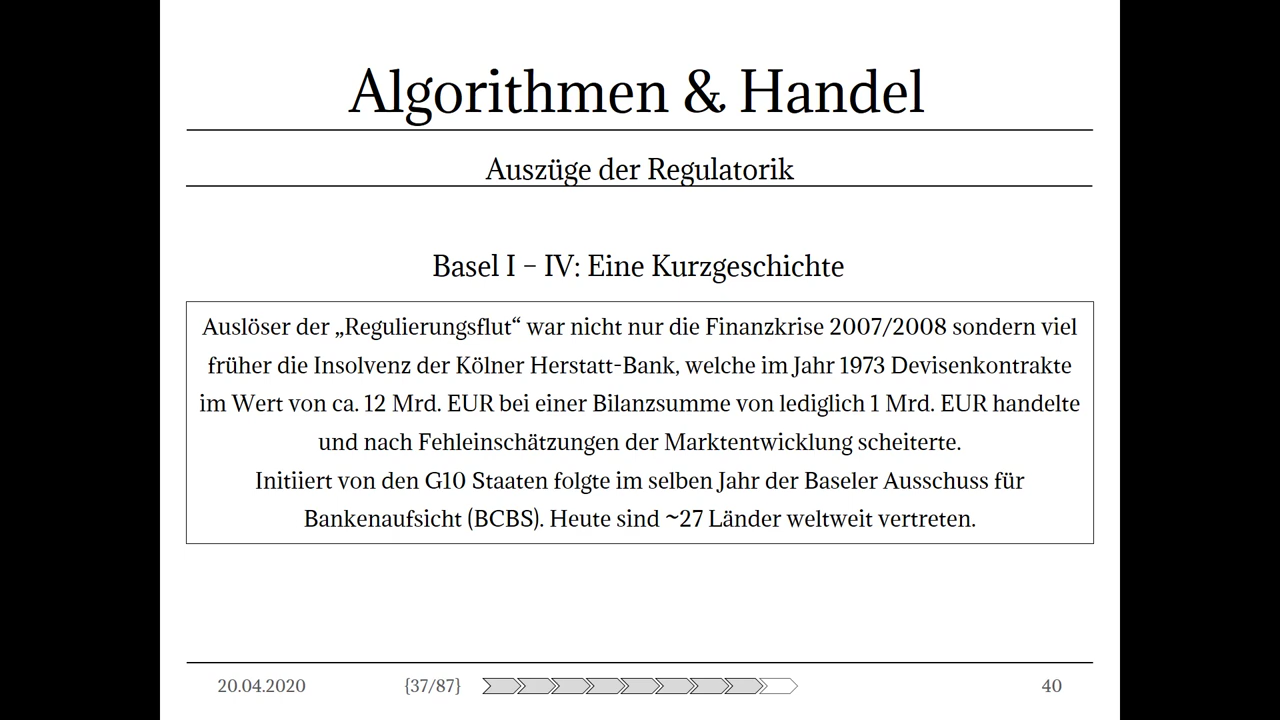 Algorithmen & Handel
Auszüge der Regulatorik
Basel I – IV: Eine Kurzgeschichte
Auslöser der „Regulierungsflut“ war nicht nur die Finanzkrise 2007/2008 sondern viel
früher die Insolvenz der Kölner Herstatt-Bank, welche im Jahr 1973 Devisenkontrakte
im Wert von ca. 12 Mrd. EUR bei einer Bilanzsumme von lediglich 1 Mrd. EUR handelte
und nach Fehleinschätzungen der Marktentwicklung scheiterte.
Initiiert von den G10 Staaten folgte im selben Jahr der Baseler Ausschuss für
Bankenaufsicht (BCBS). Heute sind ~27 Länder weltweit vertreten.
20.04.2020 {37/87} 40